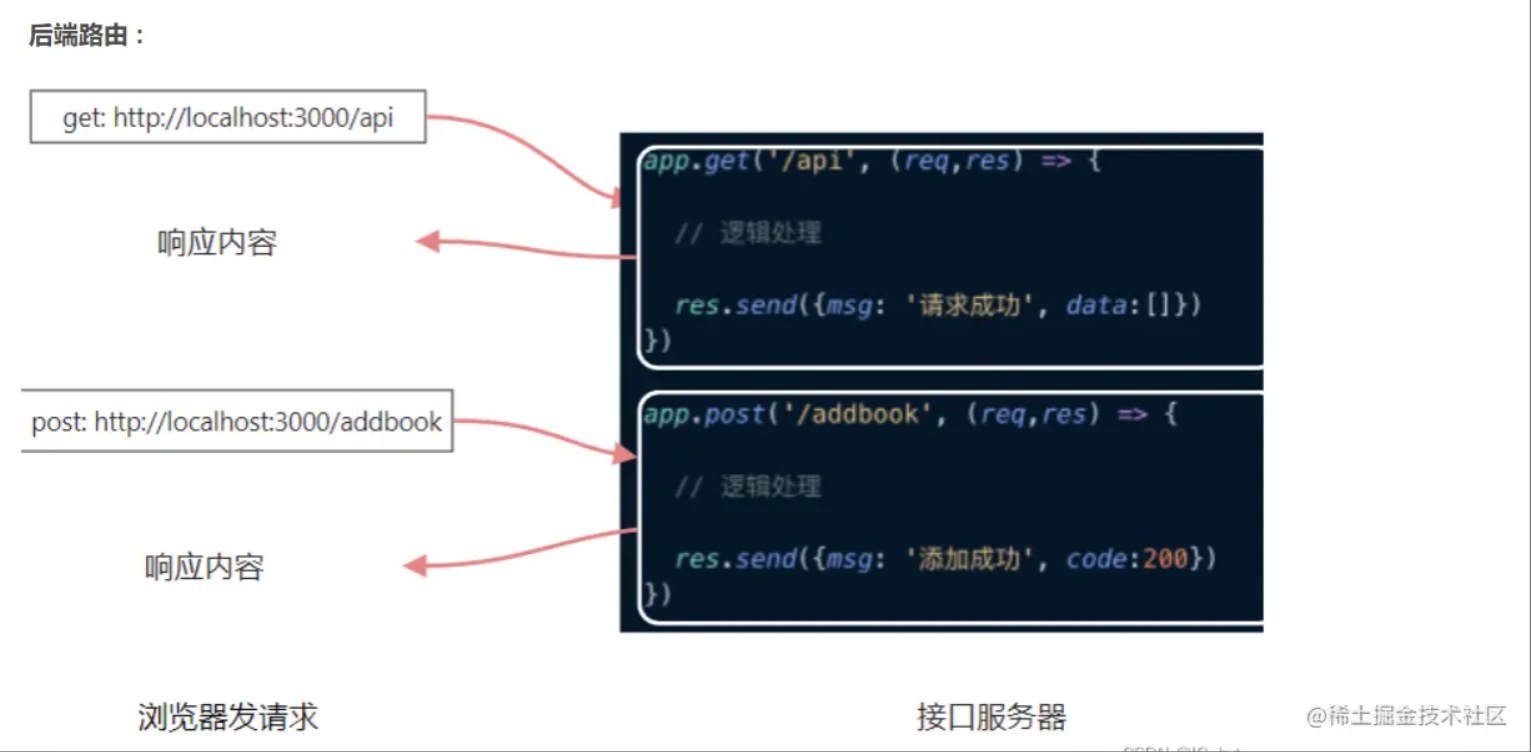 后端路由：
get: http://localhost:3000/api
app.get('/api', (req,res) => {
// 逻辑处理
响应内容
res.send({msg: '请求成功', data:[]})
})
post: http://localhost:3000/addbook
app.post('/addbook', (req,res) => {
// 逻辑处理
响应内容
res.send({msg: '添加成功', code:200})
})
浏览器发请求
接口服务器
@稀土掘金技术社区